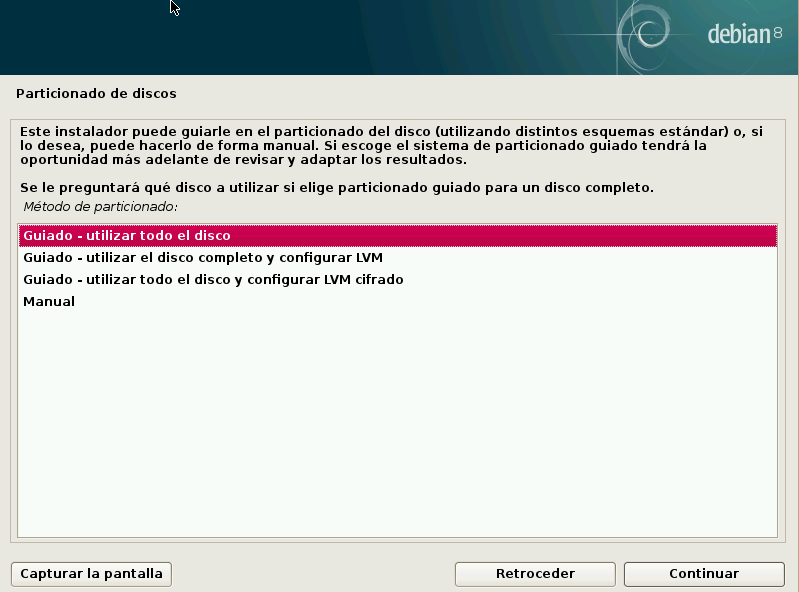 debian 8
Particionado de discos
Este instalador puede guiarle en el particionado del disco (utilizando distintos esquemas estándar) o, si
lo desea, puede hacerlo de forma manual. Si escoge el sistema de particionado guiado tendrá la
oportunidad más adelante de revisar y adaptar los resultados.
Se le preguntará qué disco a utilizar si elige particionado guiado para un disco completo.
Método de particionado:
Guiado - utilizar todo el disco
Guiado - utilizar el disco completo y configurar LVM
Guiado - utilizar todo el disco y configurar LVM cifrado
Manual
Capturar la pantalla
Retroceder
Continuar